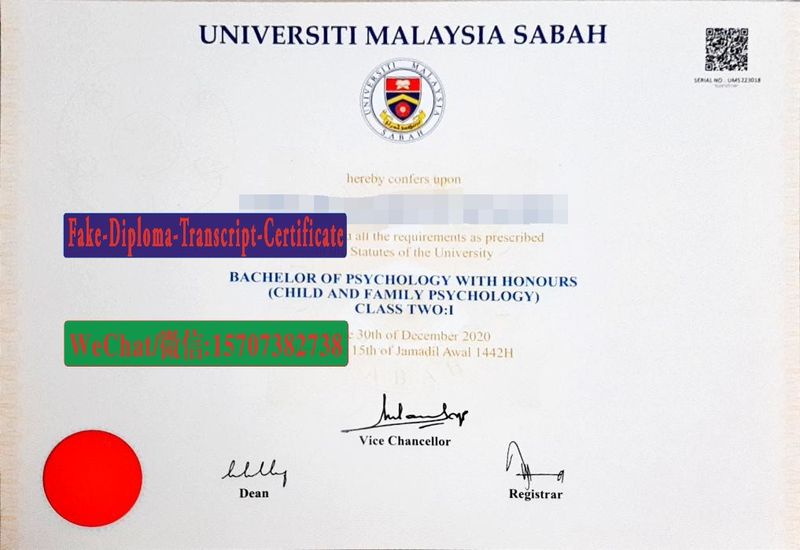 UNIVERSITI MALAYSIA SABAH
SERIAL NO : UMS223018
UNIVERSITI MALAYSIA
SABAH
hereby confers upon
Fake-Diploma-Transcript-Certificate
all the requirements as prescribed
Statutes of the University
BACHELOR OF PSYCHOLOGY WITH HONOURS
(CHILD AND FAMILY PSYCHOLOGY)
CLASS TWO:I
WeChat/微信:15707382738
30th of December 2020
15th of Jamadil Awal 1442H
Vice Chancellor
Dean
Registrar